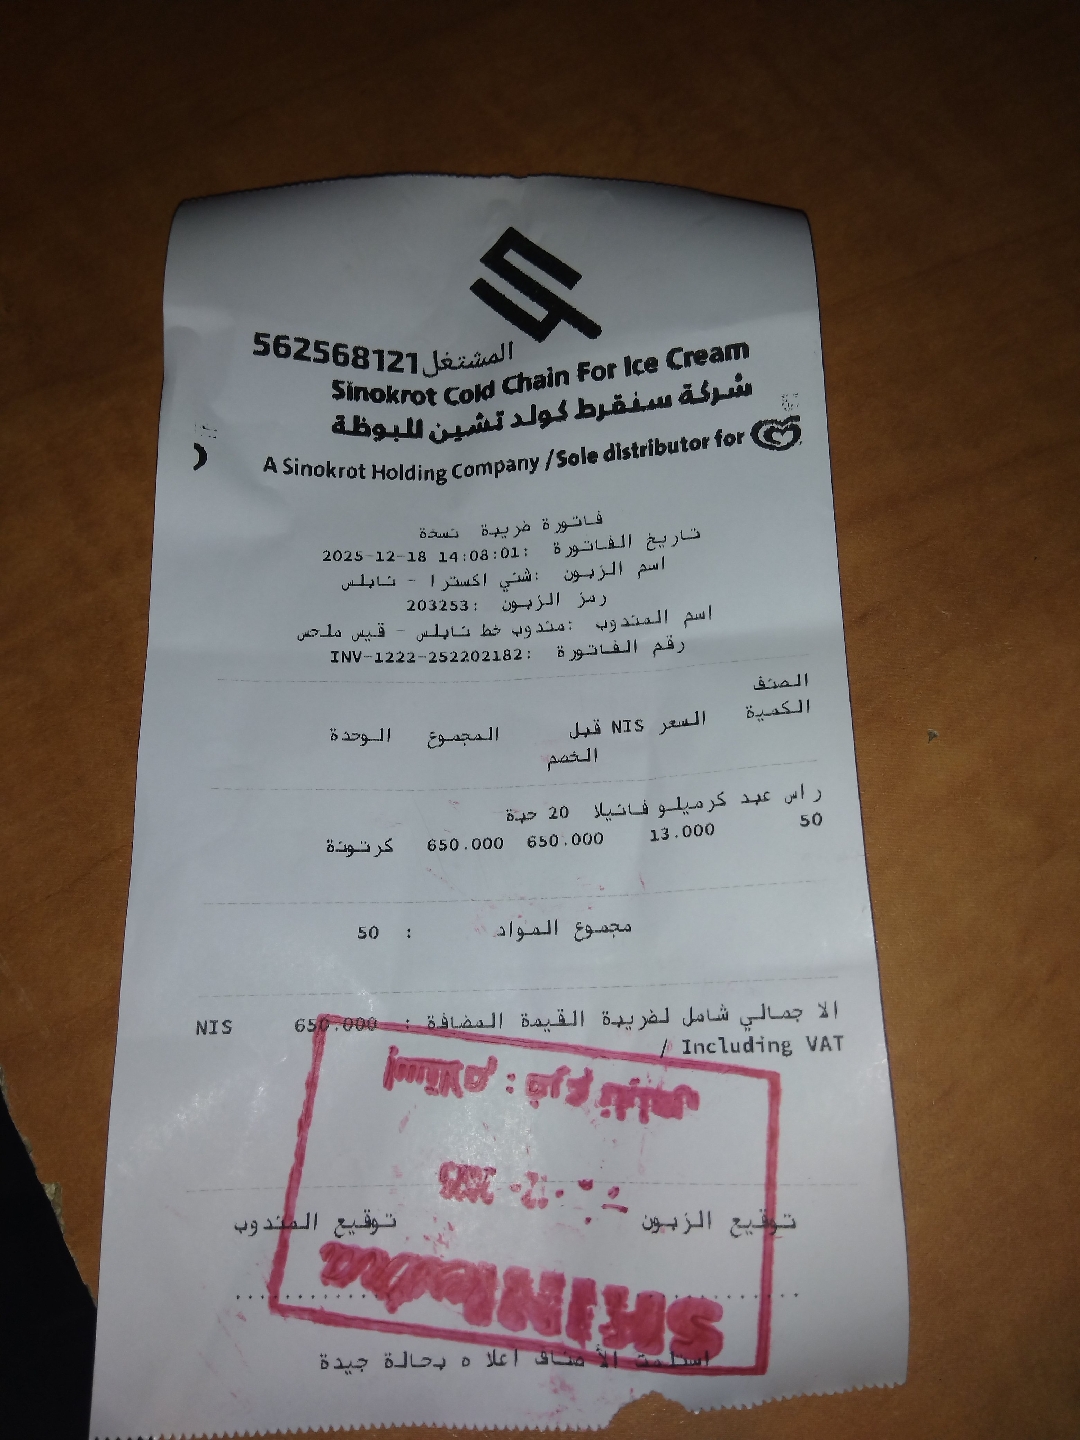 562568121 المشتغل
Sinokrot Cold Chain For Ice Cream
شركة سنقرط كولد تشين للبوظة
A Sinokrot Holding Company / Sole distributor for
فاتورة ضريبة نسخة
تاريخ الفاتورة :2025-12-18 14:08:01
اسم الزبون :شني اكسترا - نابلس
رمز الزبون :203253
اسم المندوب :مندوب خط نابلس - قيس ملحس
رقم الفاتورة :INV-1222-252202182
الصنف
الكمية السعر NIS قبل المجموع الوحدة
الخصم
راس عبد كرميلو فانيلا 20 حبة
50 13.000 650.000 650.000 كرتونة
مجموع المواد : 50
الاجمالي شامل لضريبة القيمة المضافة : 650.000 NIS
/ Including VAT
توقيع الزبون توقيع المندوب
استلمت الأصناف اعلاه بحالة جيدة